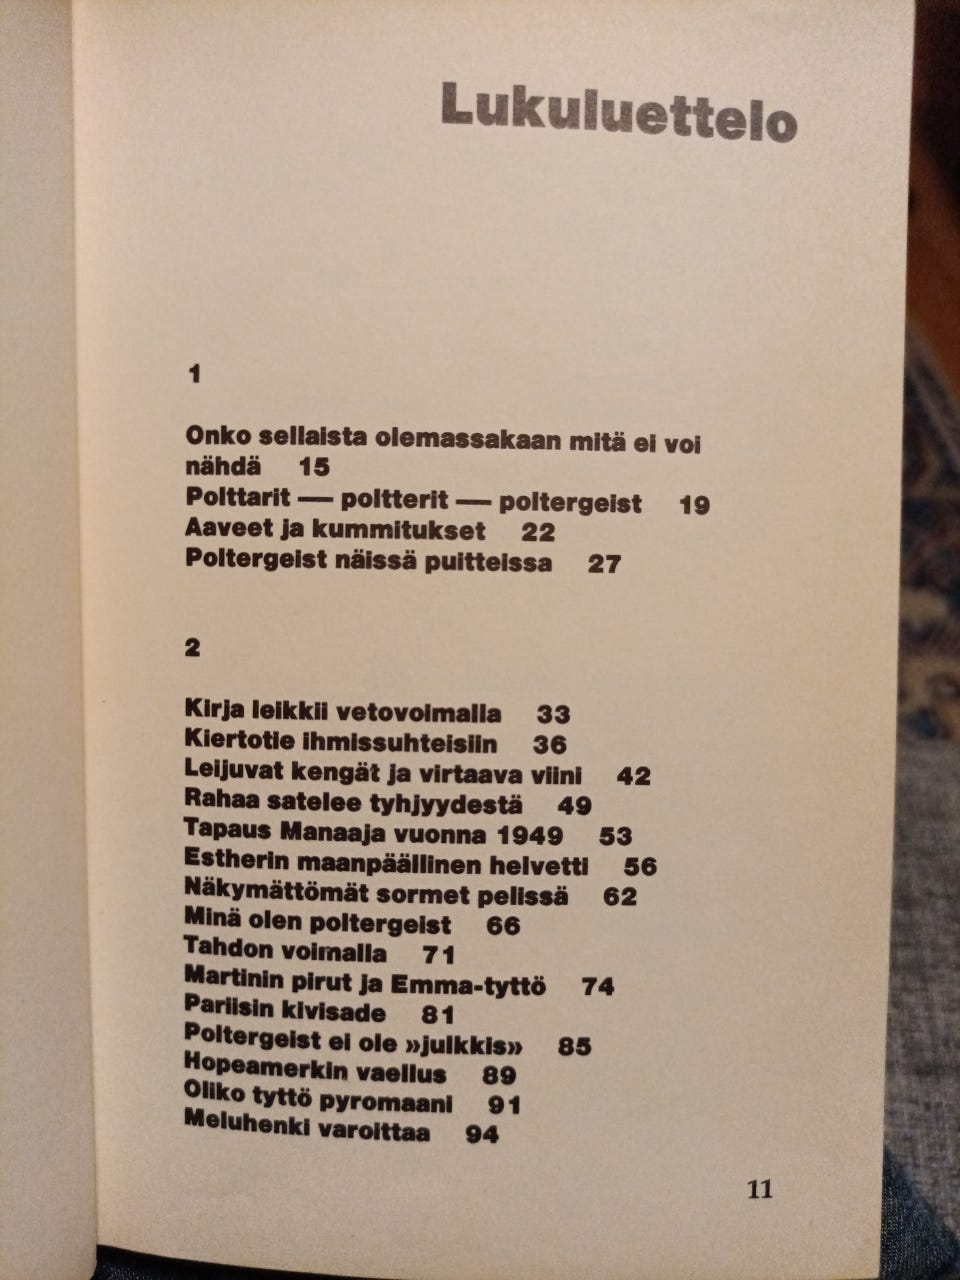 Lukuluettelo
1
Onko sellaista olemassakaan mitä ei voi
nähdä 15
Polttarit — poltterit — poltergeist 19
Aaveet ja kummitukset 22
Poltergeist näissä puitteissa 27
2
Kirja leikkii vetovoimalla 33
Kiertotie ihmissuhteisiin 36
Leijuvat kengät ja virtaava viini 42
Rahaa satelee tyhjyydestä 49
Tapaus Manaaja vuonna 1949 53
Estherin maanpäällinen helvetti 56
Näkymättömät sormet pelissä 62
Minä olen poltergeist 66
Tahdon voimalla 71
Martinin pirut ja Emma-tyttö 74
Pariisin kivisade 81
Poltergeist ei ole »julkkis» 85
Hopeamerkin vaellus 89
Oliko tyttö pyromaani 91
Meluhenki varoittaa 94
11